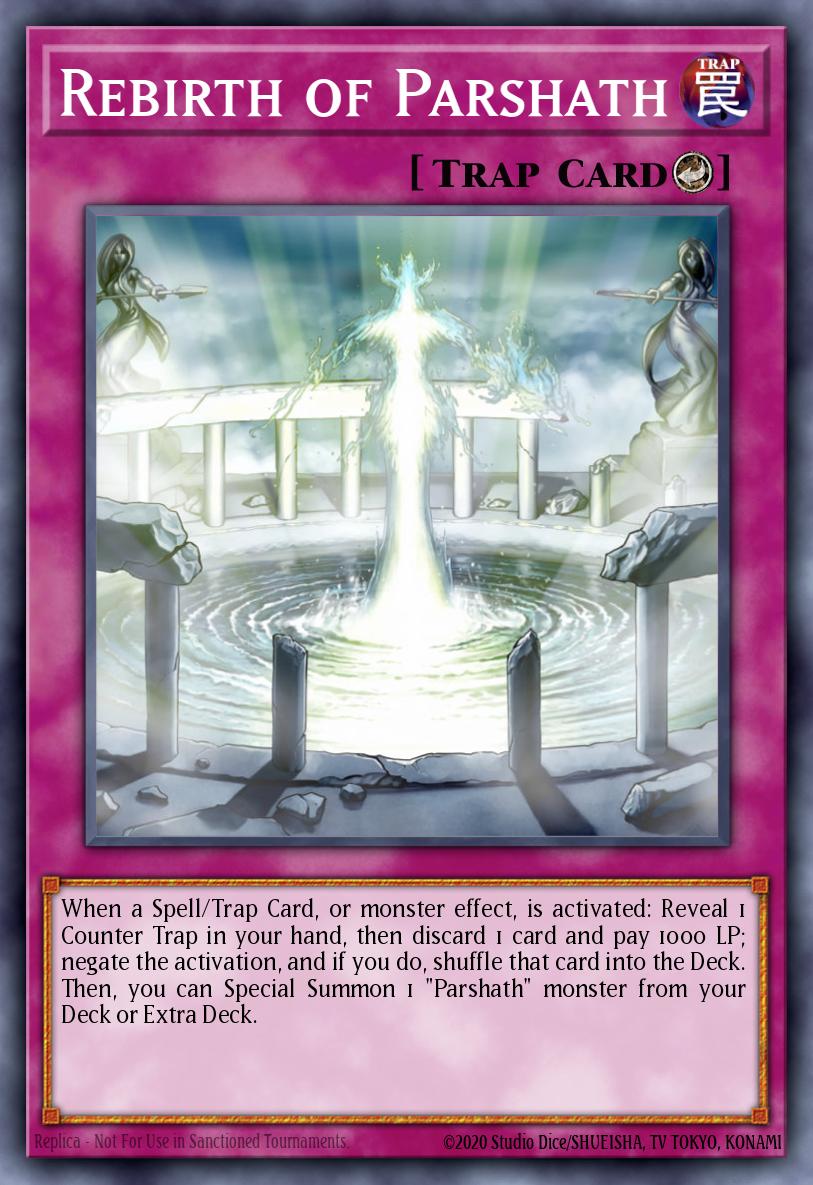 REBIRTH OF PARSHATH
TRAP
罠
[ TRAP CARD ]
When a Spell/Trap Card, or monster effect, is activated: Reveal 1
Counter Trap in your hand, then discard 1 card and pay 1000 LP;
negate the activation, and if you do, shuffle that card into the Deck.
Then, you can Special Summon 1 "Parshath" monster from your
Deck or Extra Deck.
Replica - Not For Use in Sanctioned Tournaments.
©2020 Studio Dice/SHUEISHA, TV TOKYO, KONAMI